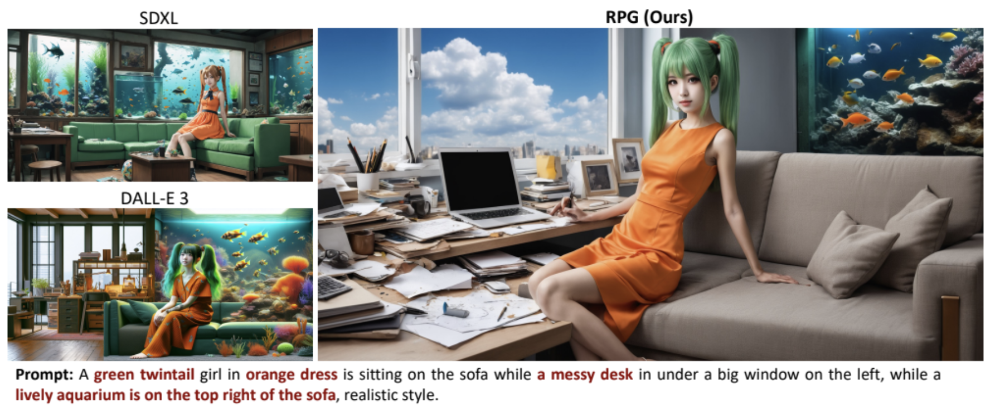 SDXL
RPG (Ours)
DALL-E 3
Prompt: A green twintail girl in orange dress is sitting on the sofa while a messy desk in under a big window on the left, while a
lively aquarium is on the top right of the sofa, realistic style.